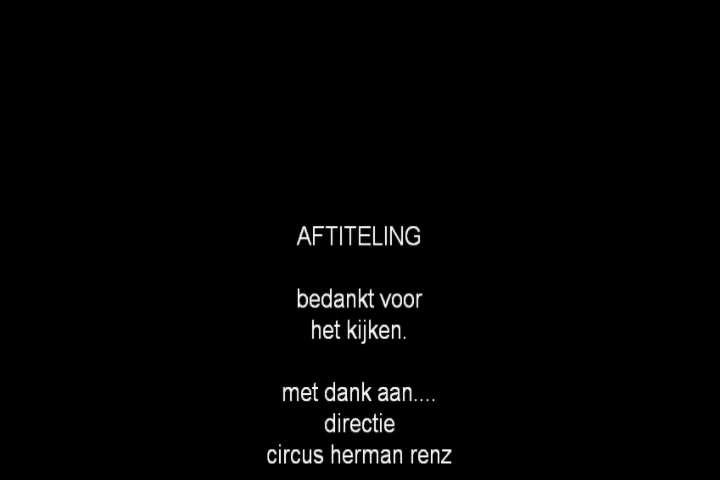 AFTITELING
bedankt voor
het kijken.
met dank aan....
directie
circus herman renz